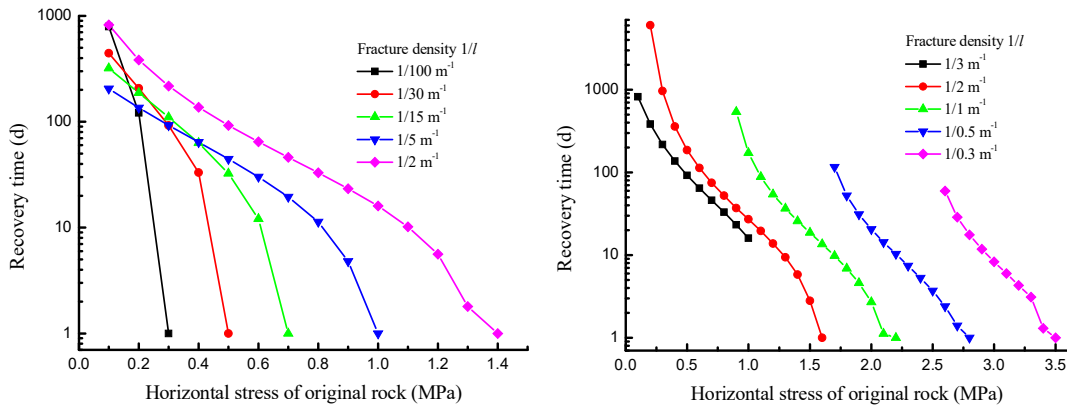 1000
100
10
1
0.0
0.2
0.4
0.6
0.8
1.0
1.2
1.4
Recovery time (d)
Horizontal stress of original rock (MPa)
Fracture density 1/l
1/100 m-1
1/30 m-1
1/15 m-1
1/5 m-1
1/2 m-1
1000
100
10
1
0.0
0.5
1.0
1.5
2.0
2.5
3.0
3.5
Recovery time (d)
Horizontal stress of original rock (MPa)
Fracture density 1/l
1/3 m-1
1/2 m-1
1/1 m-1
1/0.5 m-1
1/0.3 m-1